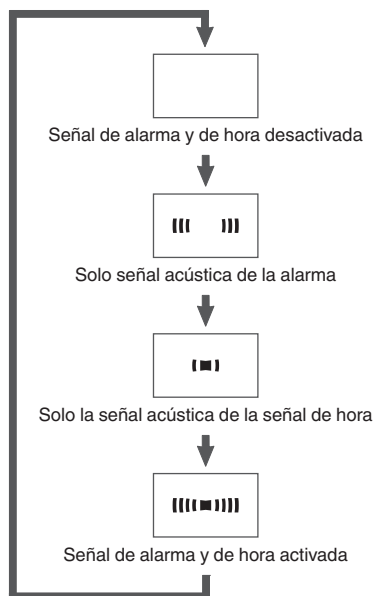 Señal de alarma y de hora desactivada
Solo señal acústica de la alarma
Solo la señal acústica de la señal de hora
Señal de alarma y de hora activada